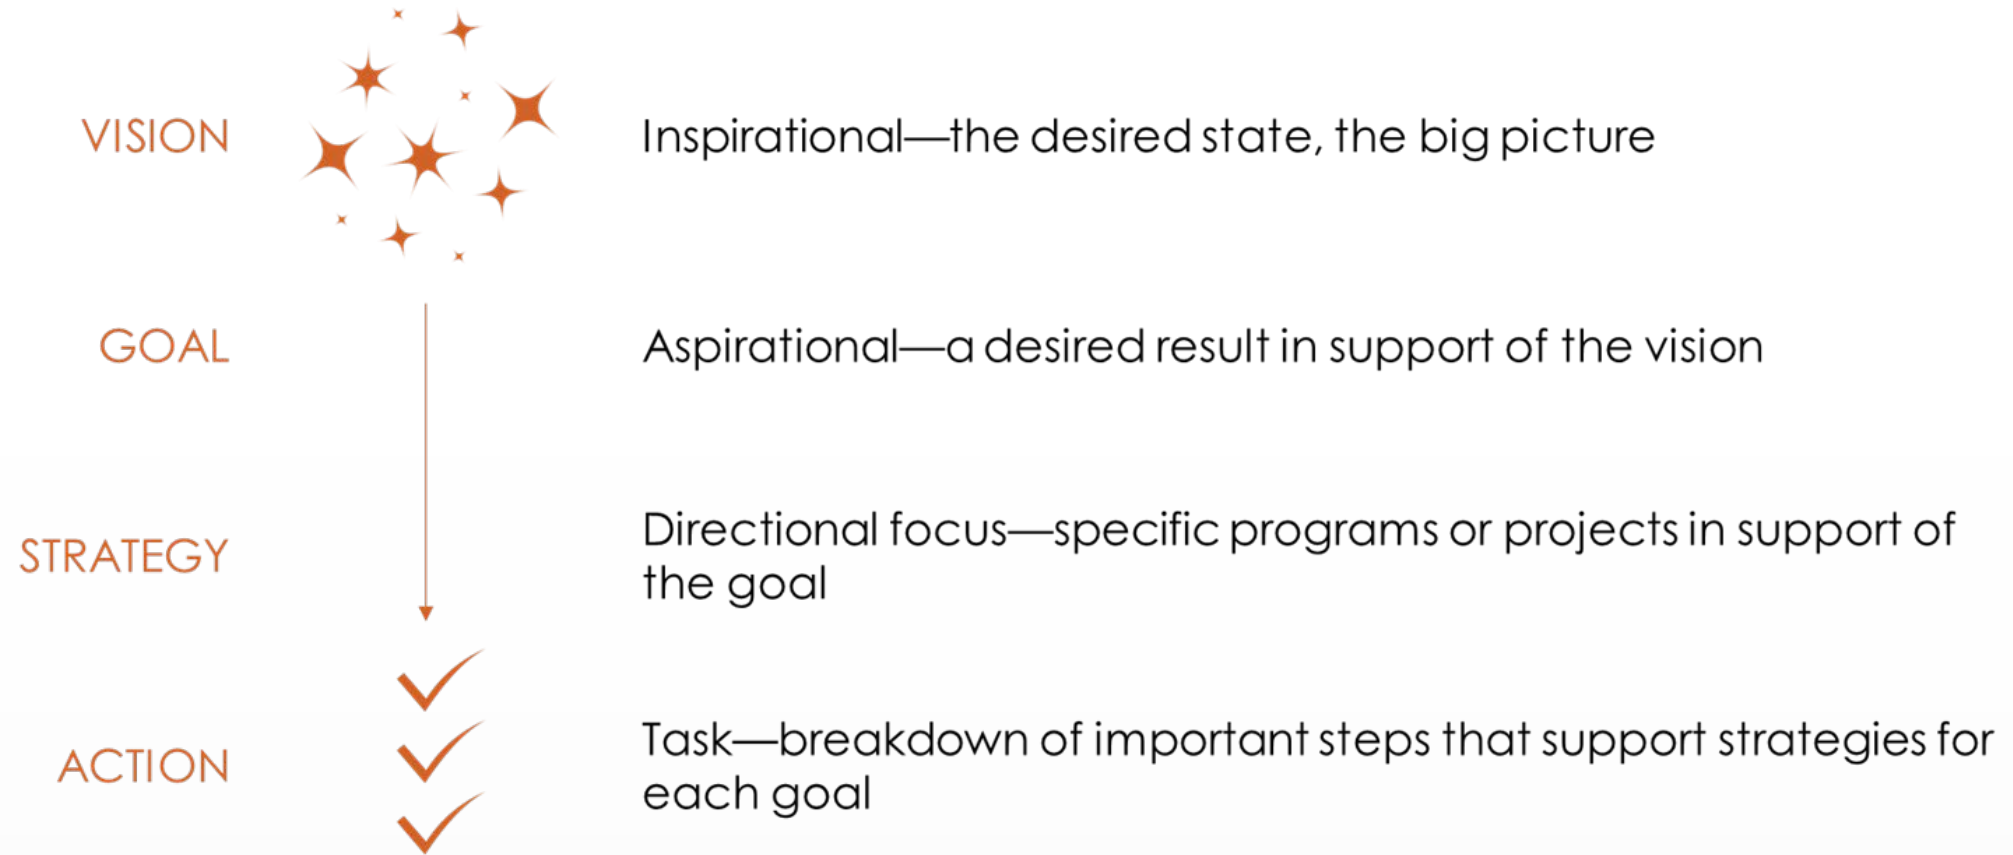 VISION
Inspirational—the desired state, the big picture
GOAL
Aspirational—a desired result in support of the vision
STRATEGY
Directional focus—specific programs or projects in support of
the goal
ACTION
Task—breakdown of important steps that support strategies for
each goal